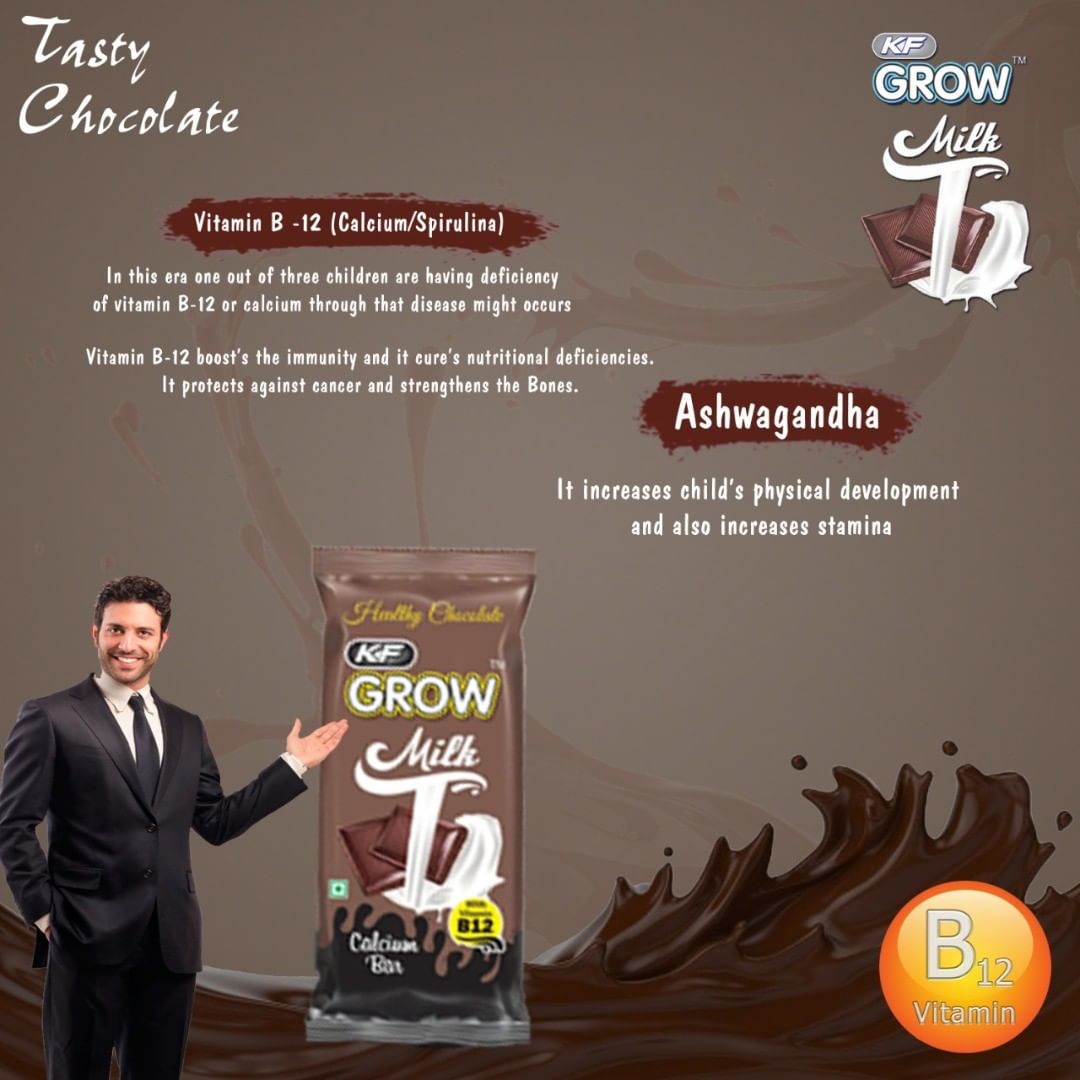 Tasty
Chocolate
KF
GROW
TM
Milk
To
Vitamin B -12 (Calcium/Spirulina)
In this era one out of three children are having deficiency
of vitamin B-12 or calcium through that disease might occurs
Vitamin B-12 boost's the immunity and it cure's nutritional deficiencies.
It protects against cancer and strengthens the Bones.
Ashwagandha
It increases child's physical development
and also increases stamina
Healthy Chocolate
KF
GROW
TM
Milk
To
With
Vitamin
B12
Calcium
Bar
B12
Vitamin